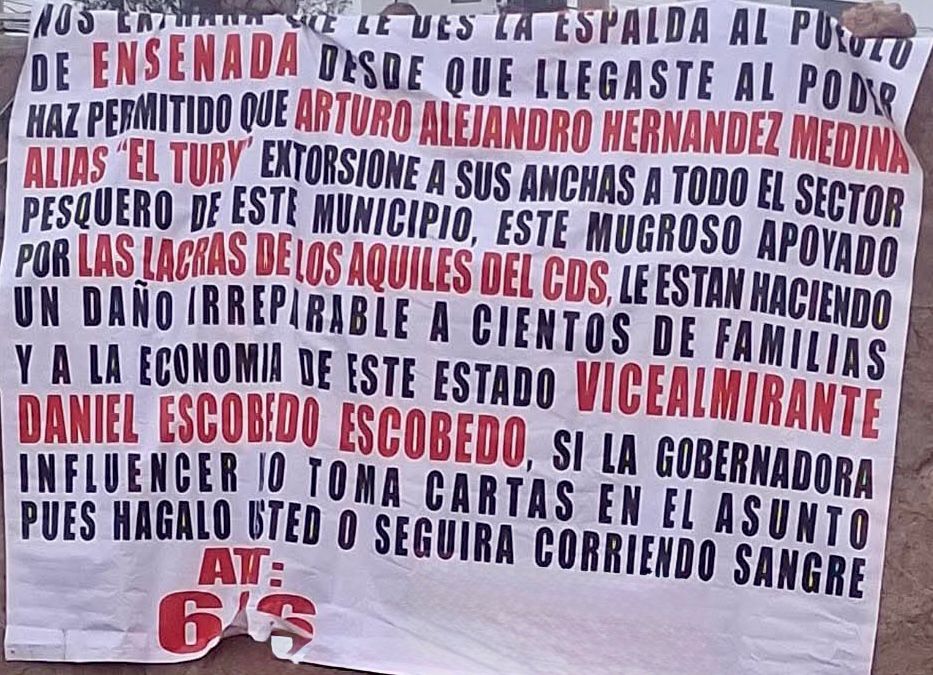 NOS EXTRAÑA QUE LE DES LA ESPALDA AL PUEBLO
DE ENSENADA DESDE QUE LLEGASTE AL PODER
HAZ PERMITIDO QUE ARTURO ALEJANDRO HERNANDEZ MEDINA
ALIAS "EL TURY" EXTORSIONE A SUS ANCHAS A TODO EL SECTOR
PESQUERO DE ESTE MUNICIPIO, ESTE MUGROSO APOYADO
POR LAS LACRAS DE LOS AQUILES DEL CDS, LE ESTAN HACIENDO
UN DAÑO IRREPARABLE A CIENTOS DE FAMILIAS
Y A LA ECONOMIA DE ESTE ESTADO VICEALMIRANTE
DANIEL ESCOBEDO ESCOBEDO, SI LA GOBERNADORA
INFLUENCER NO TOMA CARTAS EN EL ASUNTO
PUES HAGALO USTED O SEGUIRA CORRIENDO SANGRE
ATT: